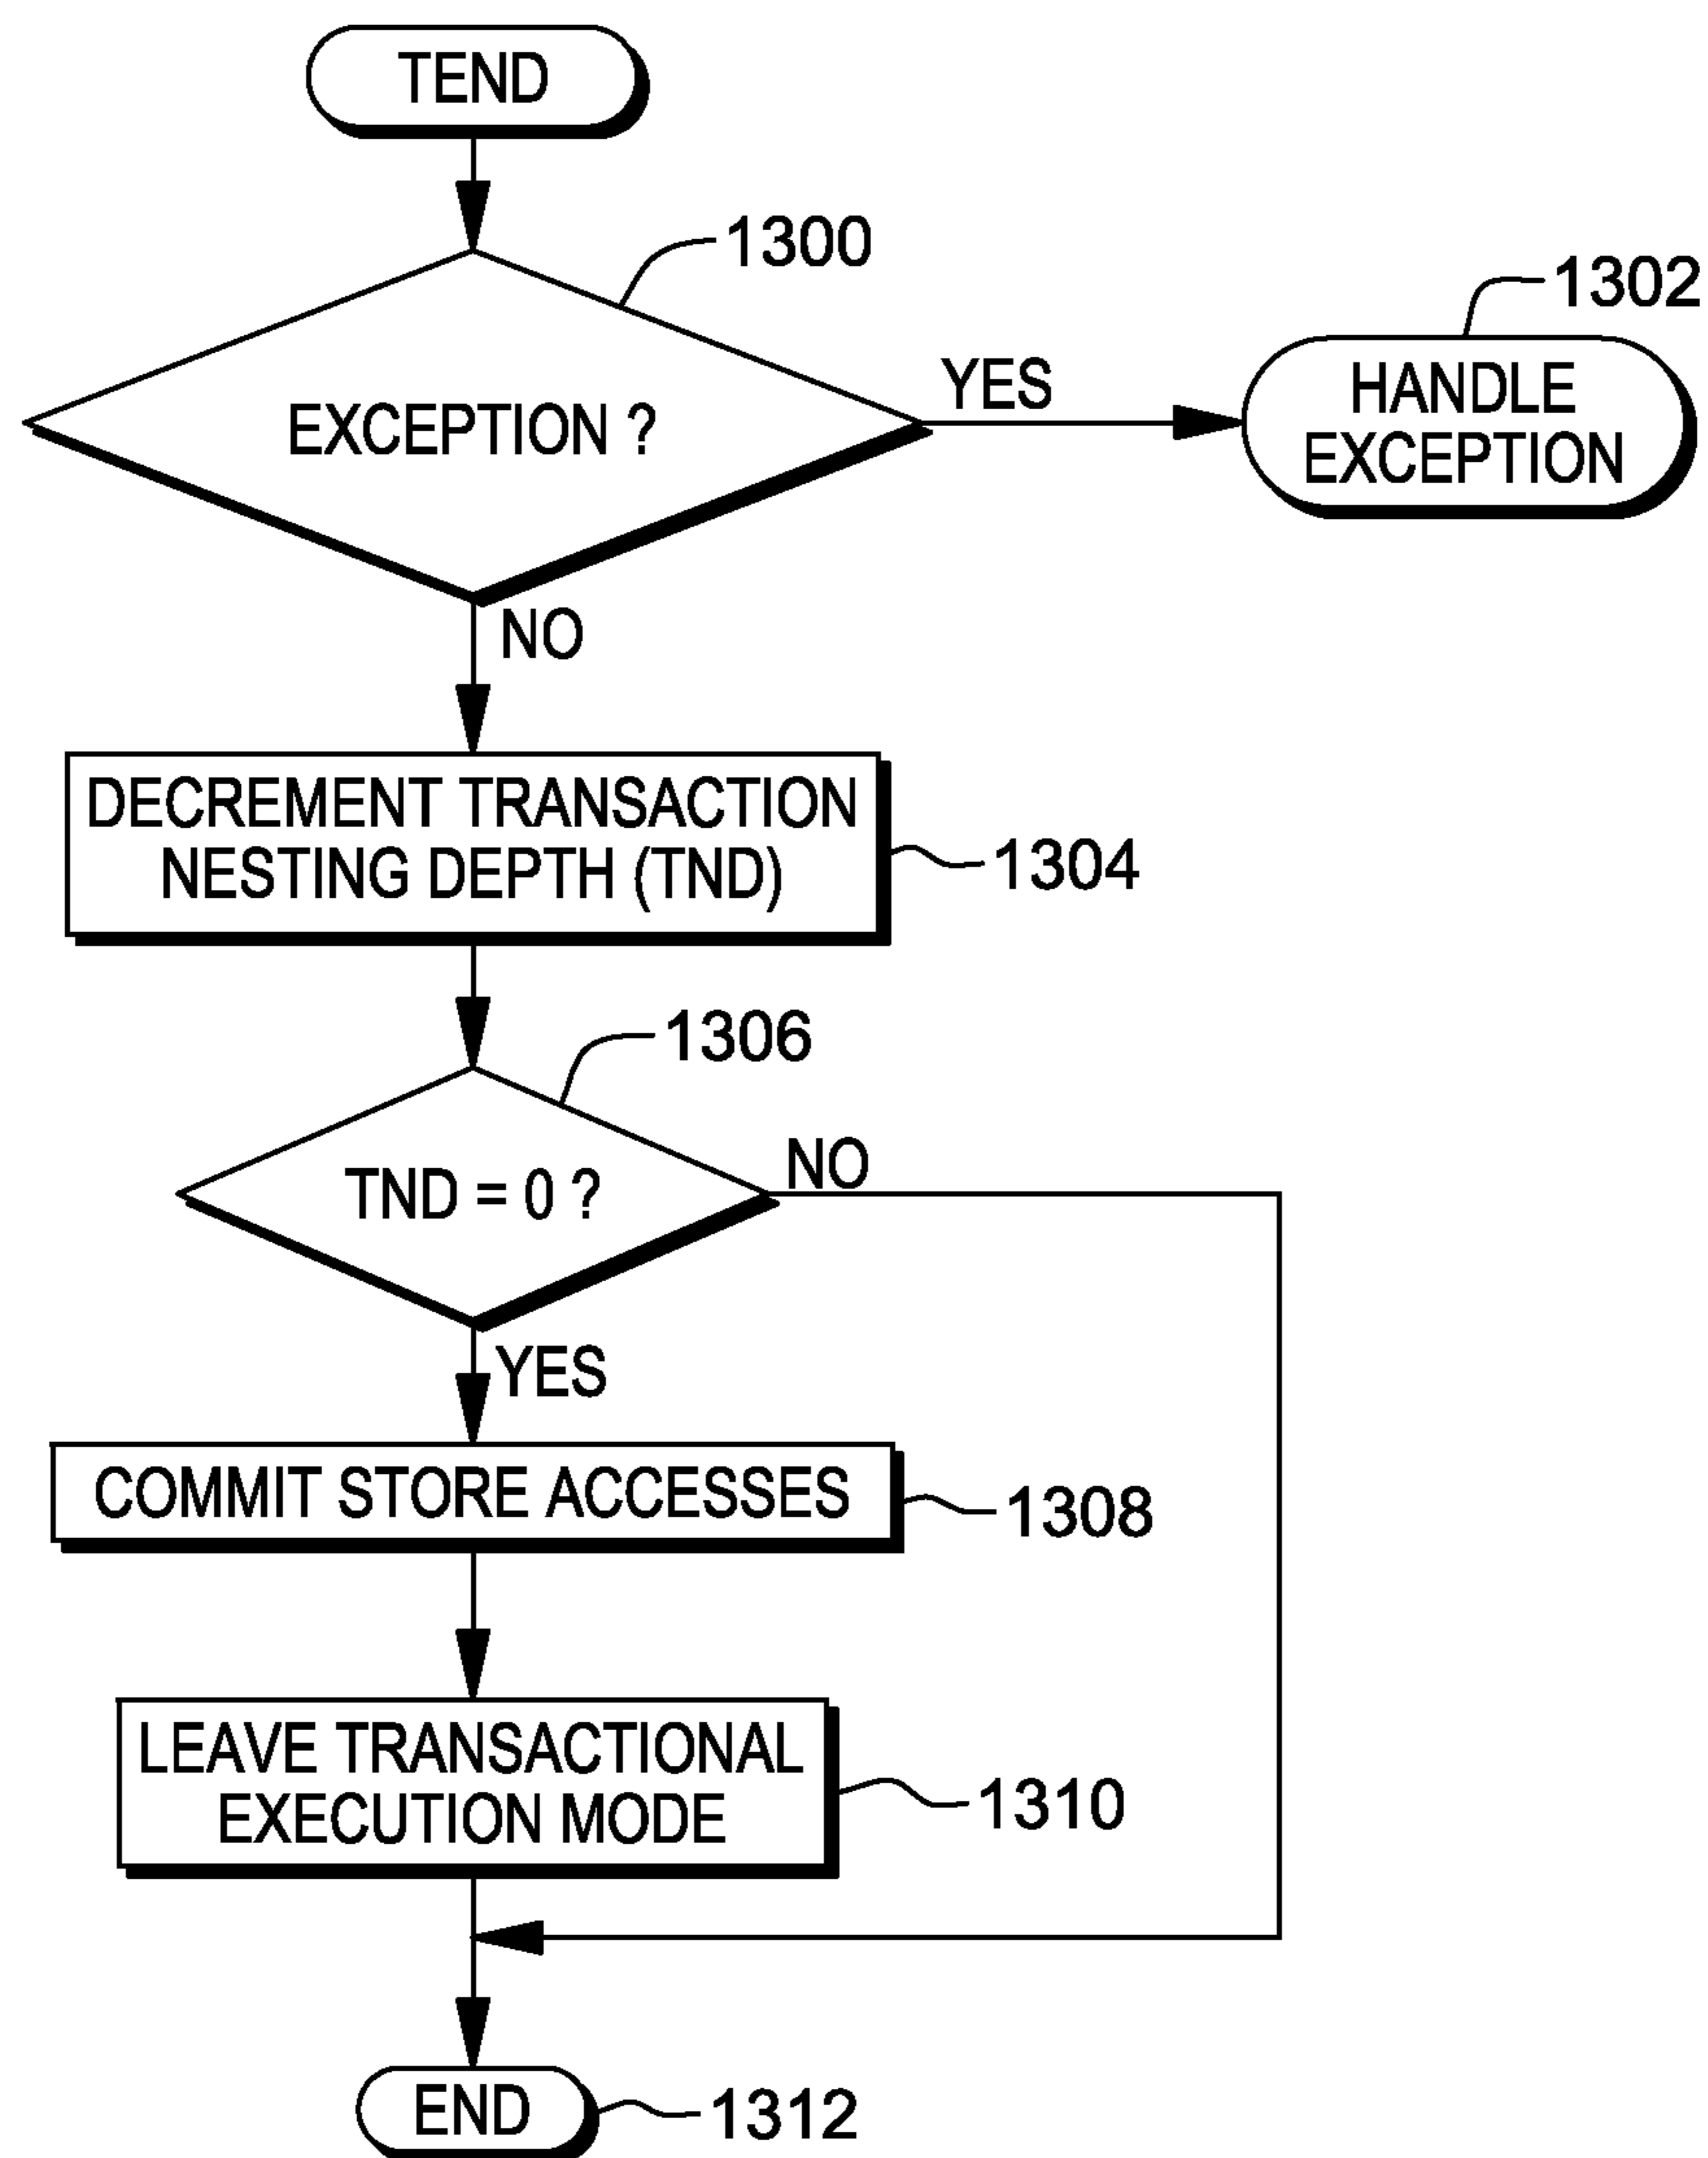 TEND
1300
EXCEPTION ?
YES
1302
HANDLE
EXCEPTION
NO
DECREMENT TRANSACTION
NESTING DEPTH (TND)
1304
1306
TND = 0 ?
NO
YES
COMMIT STORE ACCESSES
1308
LEAVE TRANSACTIONAL
EXECUTION MODE
1310
END
1312